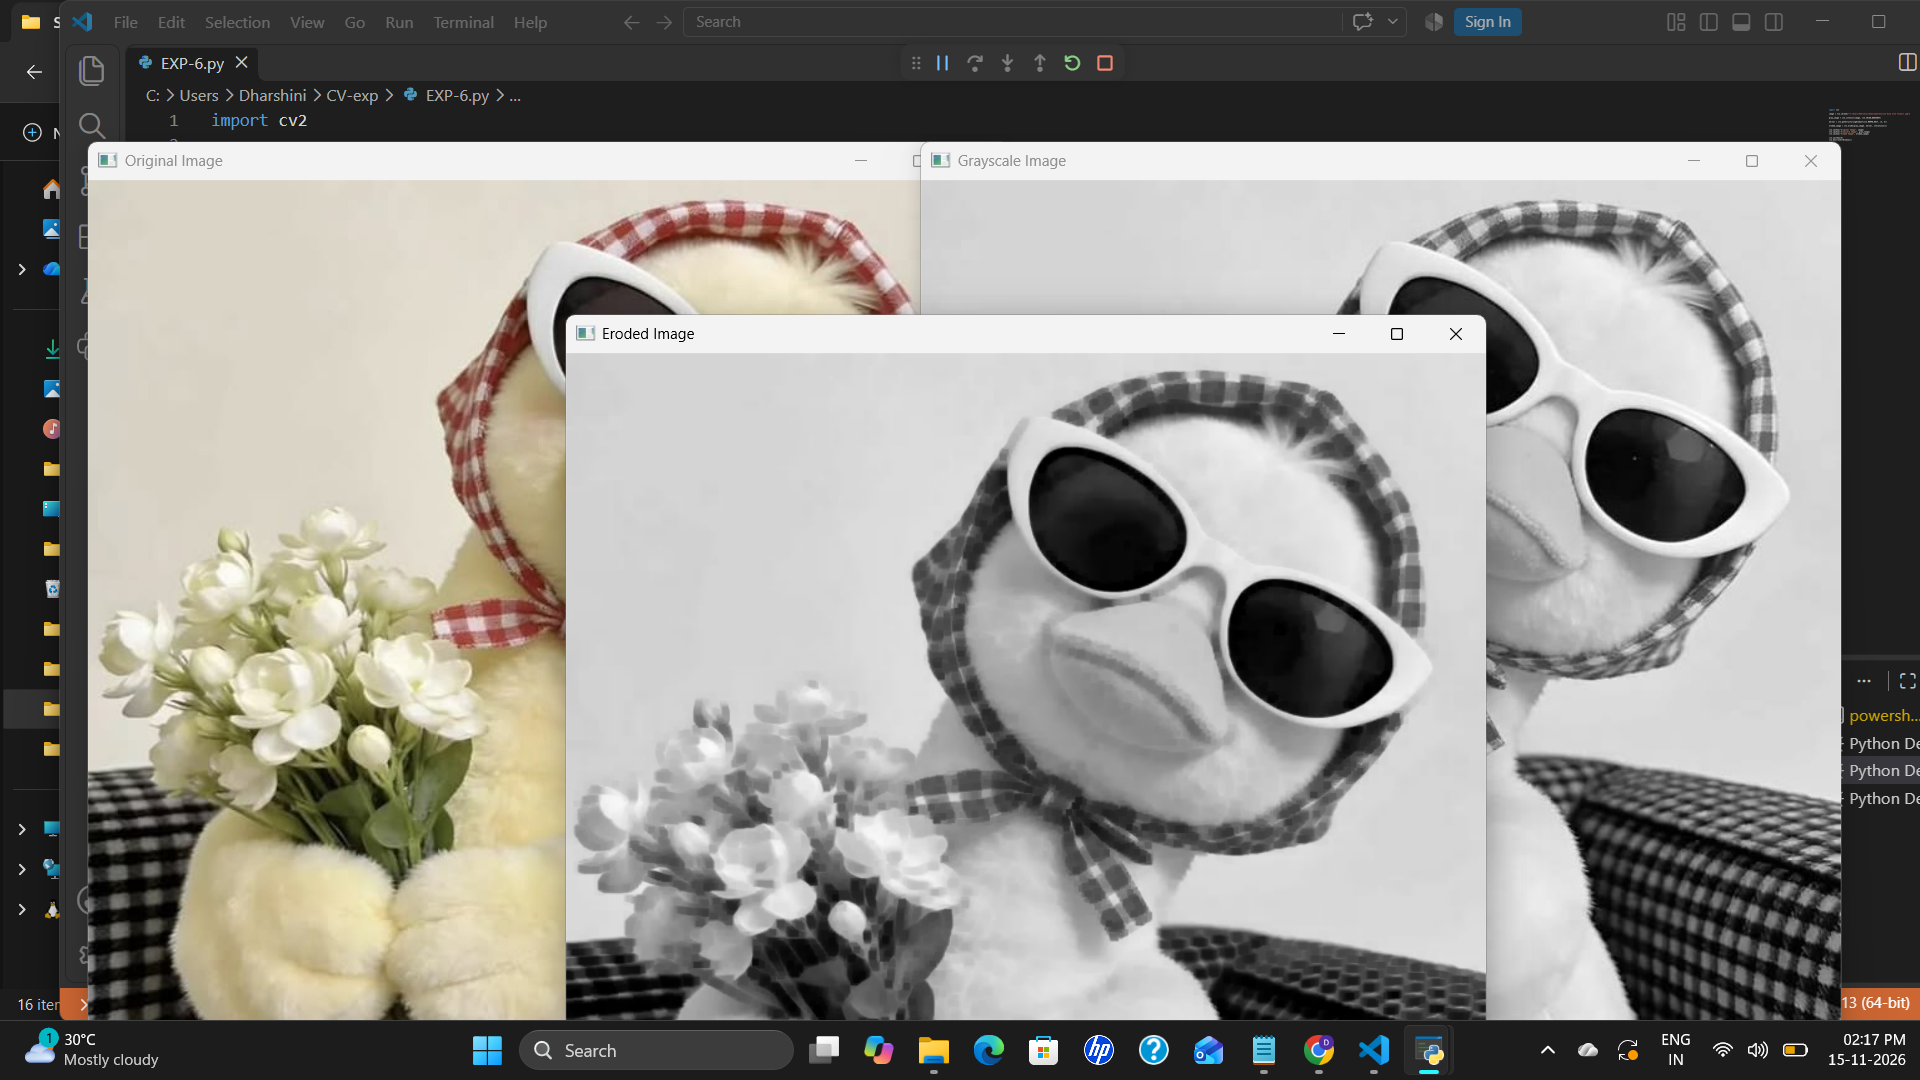 File Edit Selection View Go Run Terminal Help
Search
Sign In
EXP-6.py
C: > Users > Dharshini > CV-exp > EXP-6.py > ...
1 import cv2
Original Image
Grayscale Image
Eroded Image
powersh...
Python De
Python De
Python De
16 iter
13 (64-bit)
1
30°C
Mostly cloudy
Search
hp
D
ENG
IN
02:17 PM
15-11-2026